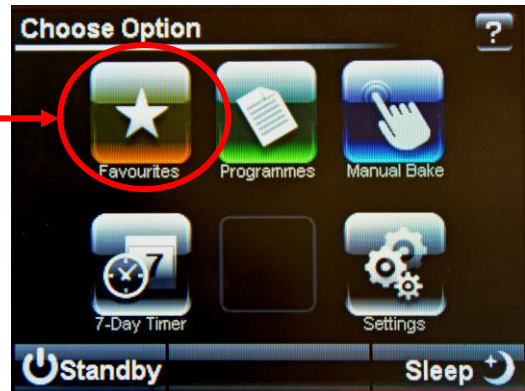 Choose Option
?
Favourites Programmes Manual Bake
7
7-Day Timer Settings
Standby Sleep